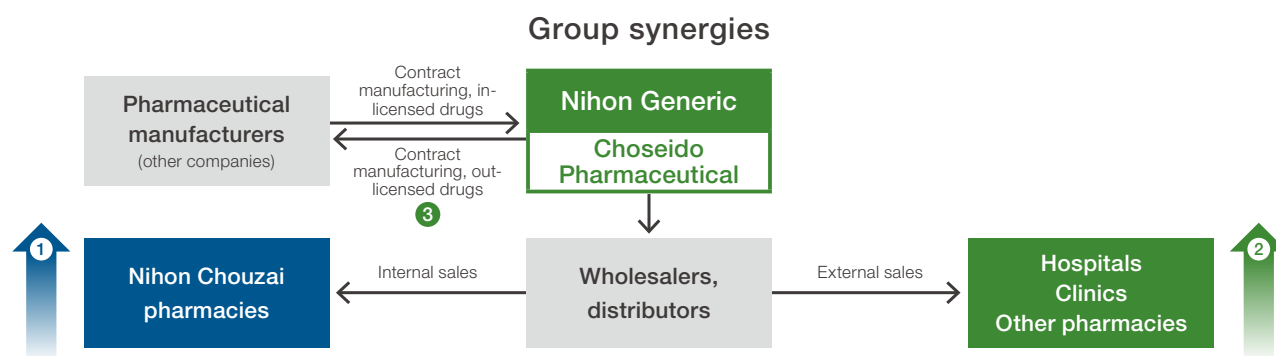 Group synergies
Contract
manufacturing, in-
licensed drugs
Pharmaceutical
manufacturers
(other companies)
Nihon Generic
Choseido
Pharmaceutical
Contract
manufacturing, out-
licensed drugs
3
1
Nihon Chouzai
pharmacies
Internal sales
Wholesalers,
distributors
External sales
Hospitals
Clinics
Other pharmacies
2